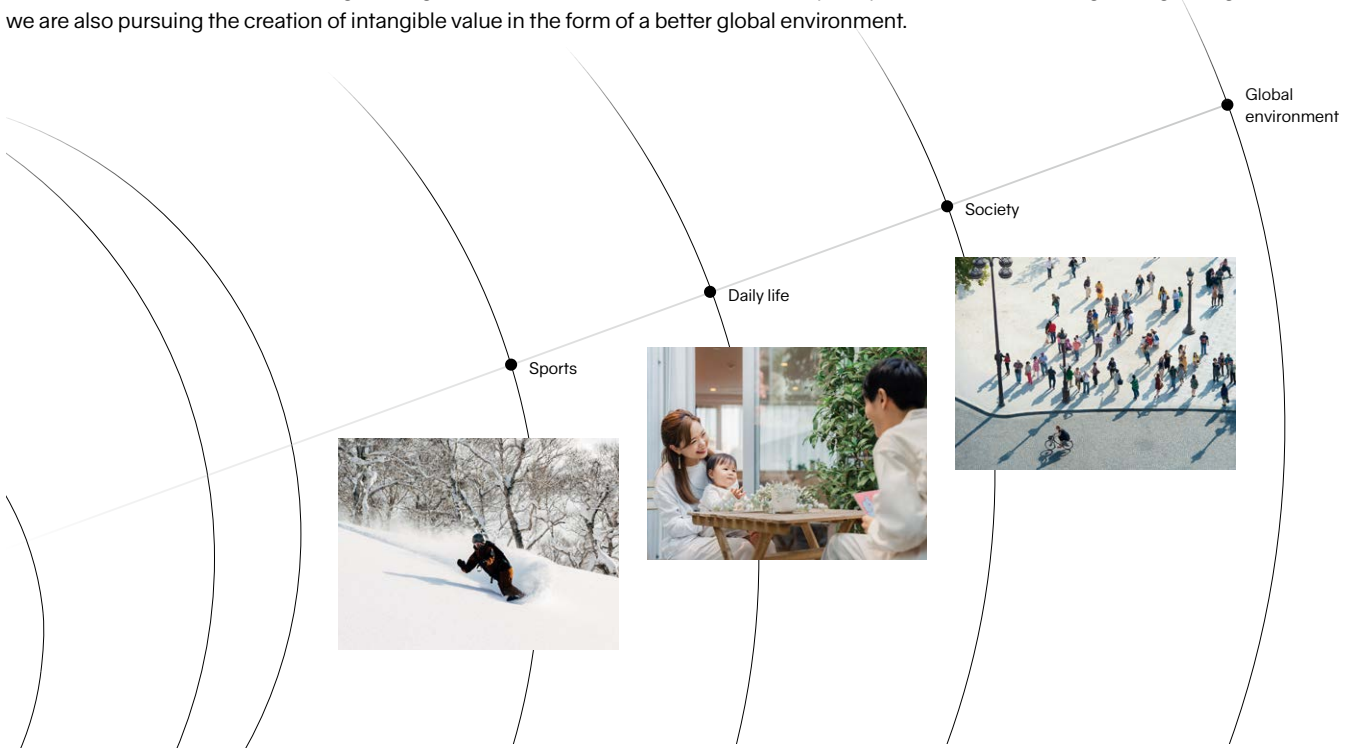 we are also pursuing the creation of intangible value in the form of a better global environment.
Global
environment
Society
Daily life
Sports